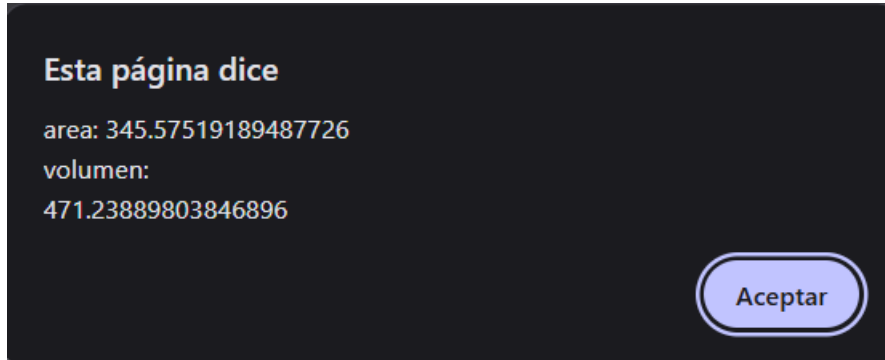 Esta página dice
area: 345.57519189487726
volumen:
471.23889803846896
Aceptar